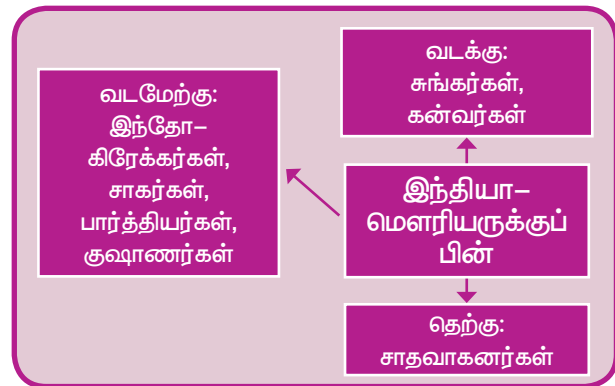 வடமேற்கு:
இந்தோ–
கிரேக்கர்கள்,
சாகர்கள்,
பார்த்தியர்கள்,
குஷாணர்கள்
வடக்கு:
சுங்கர்கள்,
கன்வர்கள்
இந்தியா–
மௌரியருக்குப்
பின்
தெற்கு:
சாதவாகனர்கள்